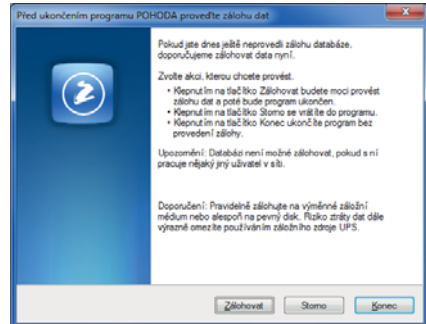 Před ukončením programu POHODA proveďte zálohu dat
Pokud jste dnes ještě neprovedli zálohu databáze,
doporučujeme zálohovat data nyní.
Zvolte akci, kterou chcete provést.
• Klepnutím na tlačítko Zálohovat budete moci provést
zálohu dat a poté bude program ukončen.
• Klepnutím na tlačítko Storno se vrátíte do programu.
• Klepnutím na tlačítko Konec ukončíte program bez
provedení zálohy.
Upozornění: Databázi není možné zálohovat, pokud s ní
pracuje nějaký jiný uživatel v síti.
Doporučení: Pravidelně zálohujte na výměnné záložní
médium nebo alespoň na pevný disk. Riziko ztráty dat dále
výrazně omezíte používáním záložního zdroje UPS.
Zálohovat Storno Konec